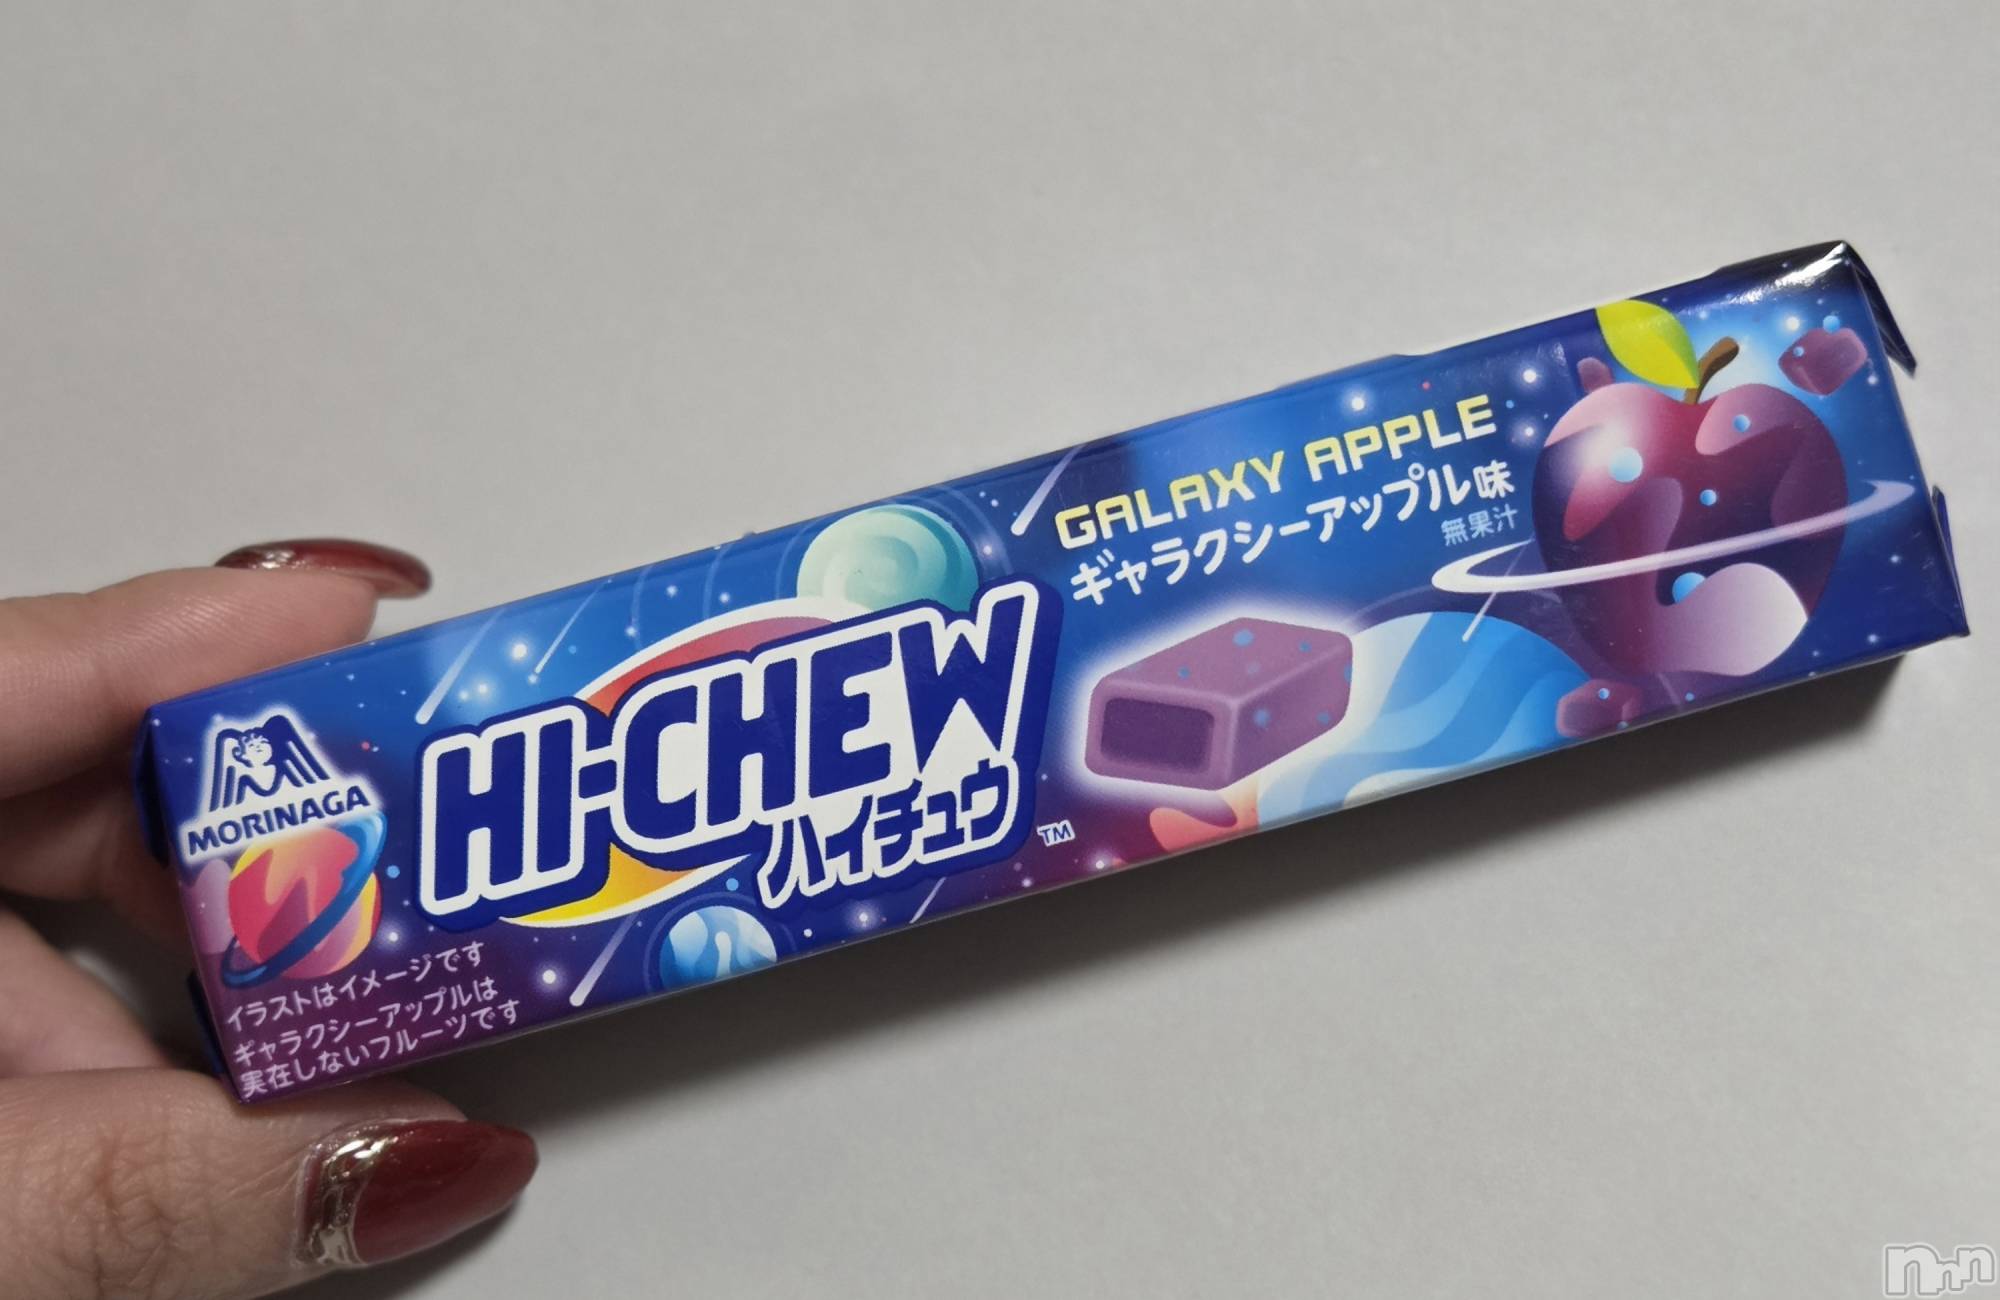 GALAXY APPLE
ギャラクシーアップル味
無果汁
MORINAGA
HI-CHEW
ハイチュウ
TM
イラストはイメージです
ギャラクシーアップルは
実在しないフルーツです
nnn